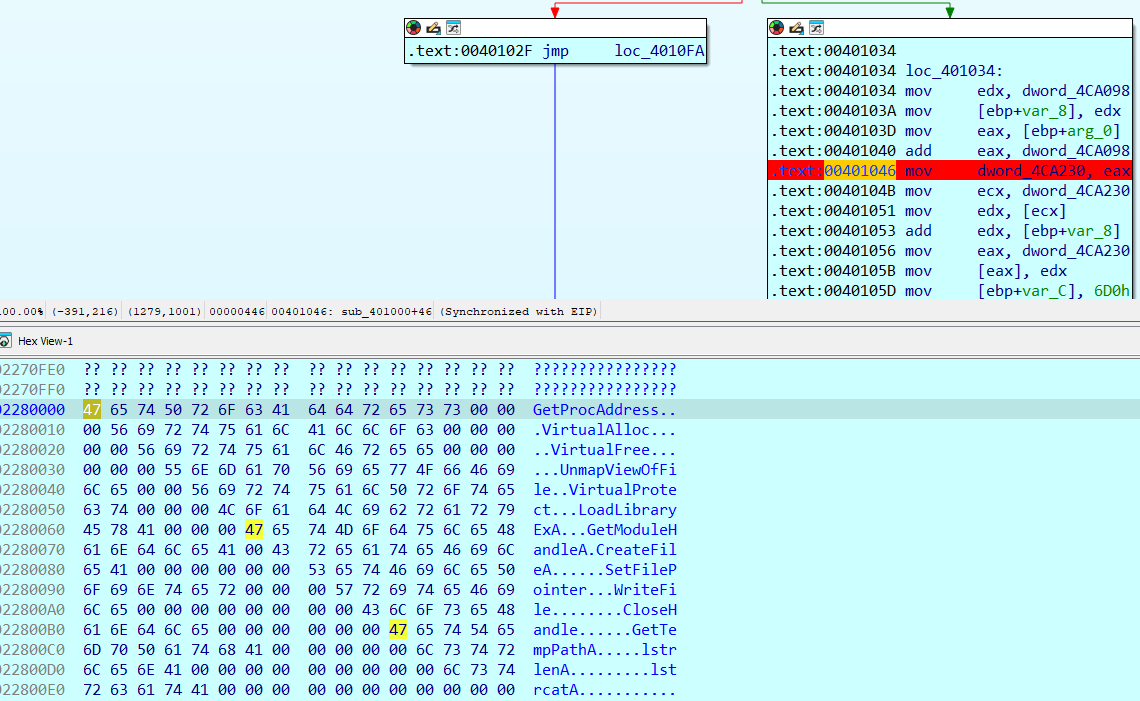 .text:0040102F jmp loc_4010FA
.text:00401034
.text:00401034 loc_401034:
.text:00401034 mov edx, dword_4CA098
.text:0040103A mov [ebp+var_8], edx
.text:0040103D mov eax, [ebp+arg_0]
.text:00401040 add eax, dword_4CA098
.text:00401046 mov dword_4CA230, eax
.text:0040104B mov ecx, dword_4CA230
.text:00401051 mov edx, [ecx]
.text:00401053 add edx, [ebp+var_8]
.text:00401056 mov eax, dword_4CA230
.text:0040105B mov [eax], edx
.text:0040105D mov [ebp+var_C], 6D0h
00.00% (-391,216) (1279,1001) 00000446 00401046: sub_401000+46 (Synchronized with EIP)
Hex View-1
02270FE0 ?? ?? ?? ?? ?? ?? ?? ?? ?? ?? ?? ?? ?? ?? ?? ?? ????????????????
02270FF0 ?? ?? ?? ?? ?? ?? ?? ?? ?? ?? ?? ?? ?? ?? ?? ?? ????????????????
02280000 47 65 74 50 72 6F 63 41 64 64 72 65 73 73 00 00 GetProcAddress..
02280010 00 56 69 72 74 75 61 6C 41 6C 6C 6F 63 00 00 00 .VirtualAlloc...
02280020 00 00 56 69 72 74 75 61 6C 46 72 65 65 00 00 00 ..VirtualFree...
02280030 00 00 00 55 6E 6D 61 70 56 69 65 77 4F 66 46 69 ...UnmapViewOfFi
02280040 6C 65 00 00 56 69 72 74 75 61 6C 50 72 6F 74 65 le..VirtualProte
02280050 63 74 00 00 00 4C 6F 61 64 4C 69 62 72 61 72 79 ct...LoadLibrary
02280060 45 78 41 00 00 00 47 65 74 4D 6F 64 75 6C 65 48 ExA...GetModuleH
02280070 61 6E 64 6C 65 41 00 43 72 65 61 74 65 46 69 6C andleA.CreateFil
02280080 65 41 00 00 00 00 00 00 53 65 74 46 69 6C 65 50 eA......SetFileP
02280090 6F 69 6E 74 65 72 00 00 00 57 72 69 74 65 46 69 ointer...WriteFi
022800A0 6C 65 00 00 00 00 00 00 00 00 43 6C 6F 73 65 48 le........CloseH
022800B0 61 6E 64 6C 65 00 00 00 00 00 00 47 65 74 54 65 andle......GetTe
022800C0 6D 70 50 61 74 68 41 00 00 00 00 00 6C 73 74 72 mpPathA.....lstr
022800D0 6C 65 6E 41 00 00 00 00 00 00 00 00 00 6C 73 74 lenA.........lst
022800E0 72 63 61 74 41 00 00 00 00 00 00 00 00 00 00 00 rcatA...........